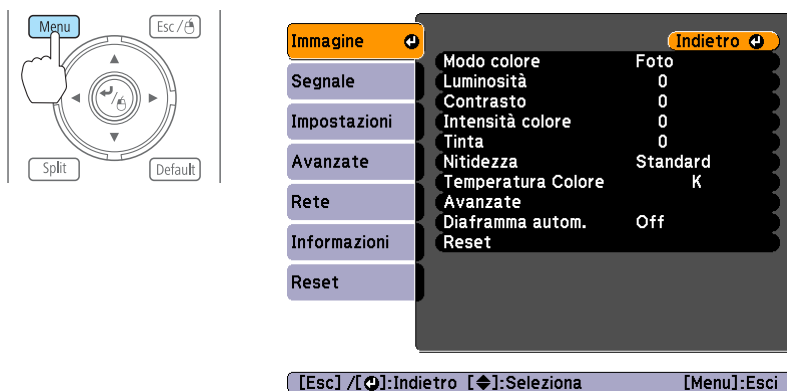 Menu
Esc /
Split
Default
Immagine
Segnale
Impostazioni
Avanzate
Rete
Informazioni
Reset
Indietro
Modo colore Foto
Luminosità 0
Contrasto 0
Intensità colore 0
Tinta 0
Nitidezza Standard
Temperatura Colore K
Avanzate
Diaframma autom. Off
Reset
[Esc] /[ ]:Indietro [ ]:Seleziona [Menu]:Esci